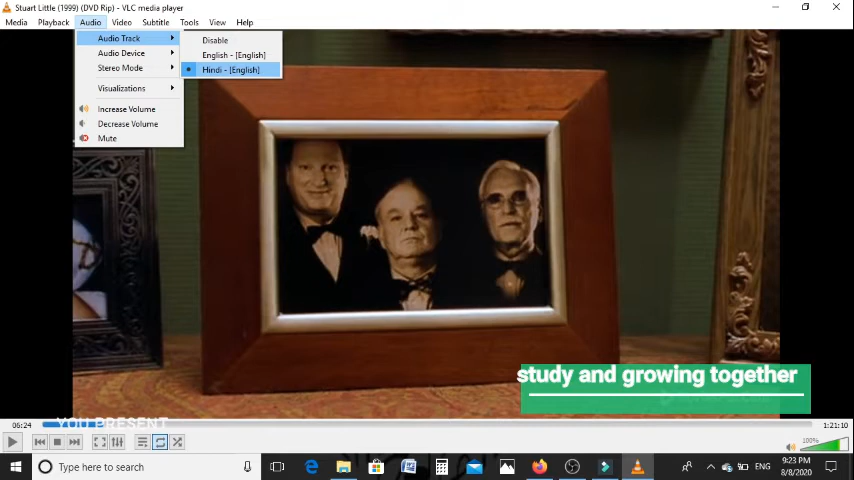 Stuart Little (1999) (DVD Rip) - VLC media player
Media Playback Audio Video Subtitle Tools View Help
Audio Track
Audio Device
Stereo Mode
Visualizations
Increase Volume
Decrease Volume
Mute
Disable
English - [English]
Hindi - [English]
study and growing together
YOU PRESENT
06:24
1:21:10
100%
Type here to search
ENG
9:23 PM
8/8/2020